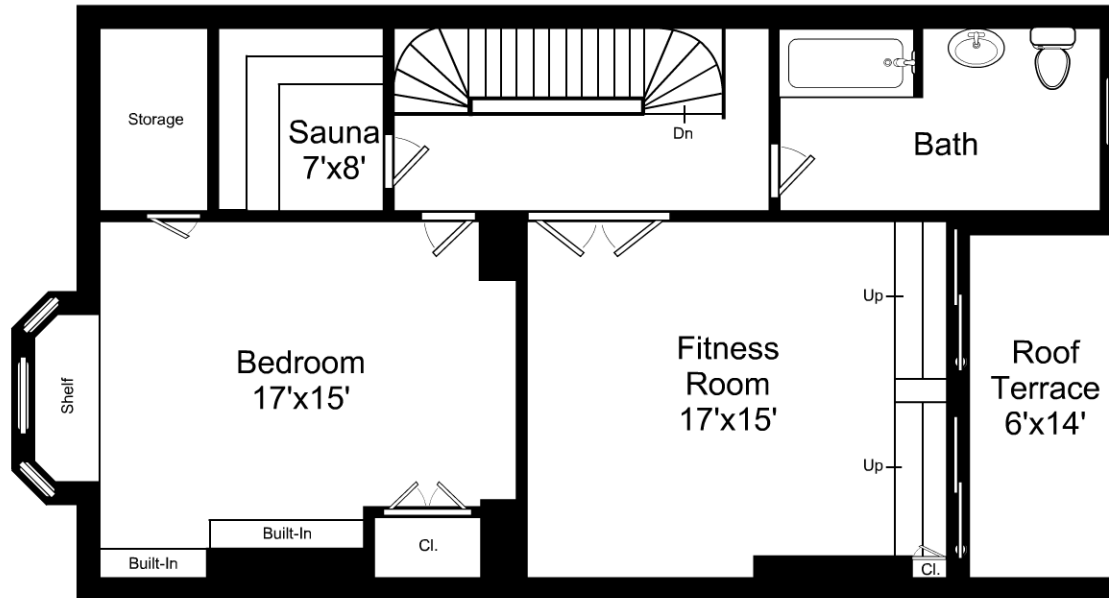 Storage
Sauna
7'x8'
Dn
Bath
Up
Bedroom
17'x15'
Shelf
Fitness
Room
17'x15'
Roof
Terrace
6'x14'
Up
Built-In
Built-In
Cl.
Cl.